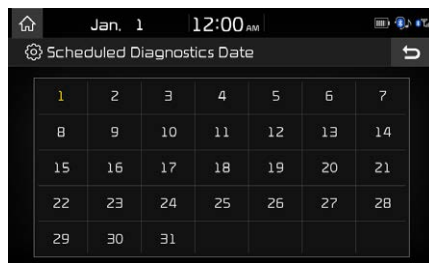 Jan. 1 12:00 AM
Scheduled Diagnostics Date
1 2 3 4 5 6 7
8 9 10 11 12 13 14
15 16 17 18 19 20 21
22 23 24 25 26 27 28
29 30 31